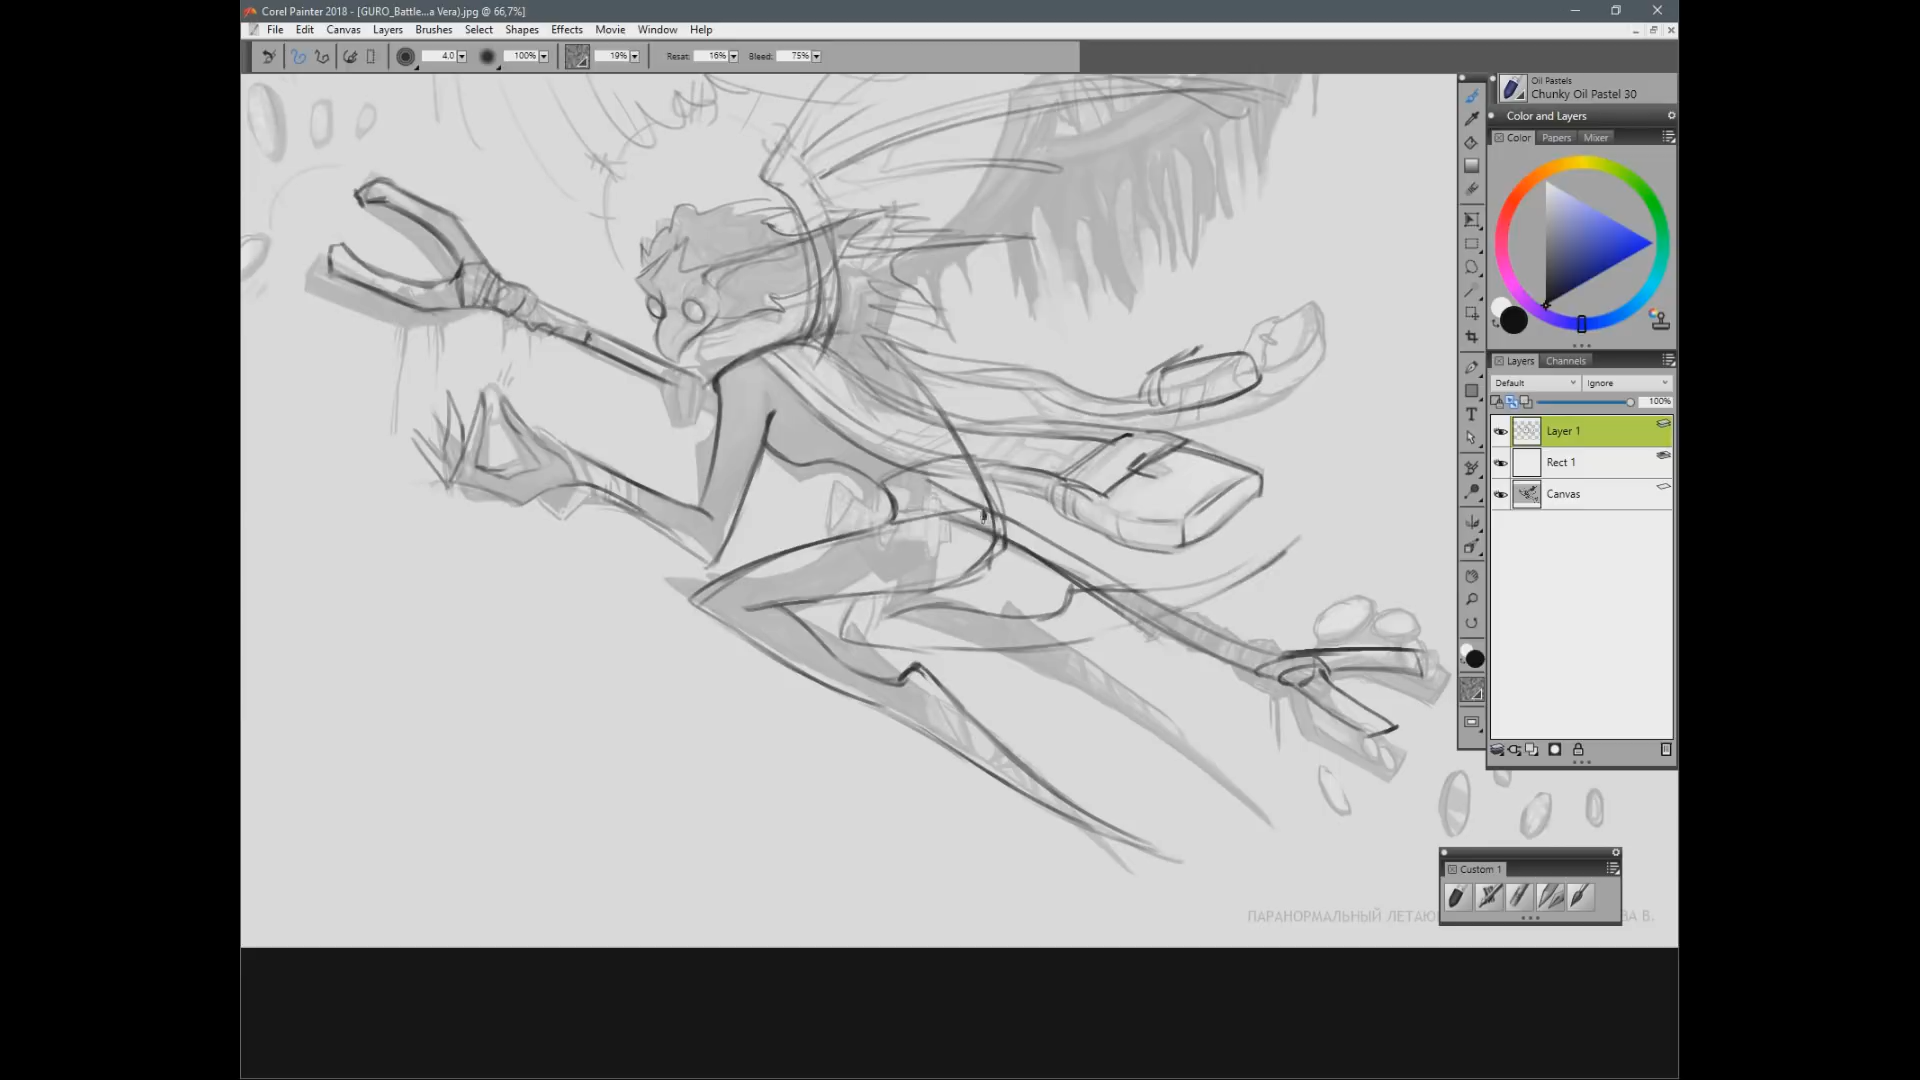 Corel Painter 2018 - [GURO_Battle...a Vera).jpg @ 66,7%]
File Edit Canvas Layers Brushes Select Shapes Effects Movie Window Help
4.0 100% 19% Resat: 16% Bleed: 75%
Oil Pastels
Chunky Oil Pastel 30
Color and Layers
Color Papers Mixer
Layers Channels
Default Ignore
100%
Layer 1
Rect 1
Canvas
T
Custom 1
ПАРАНОРМАЛЬНЫЙ ЛЕТАЮ
ВА В.